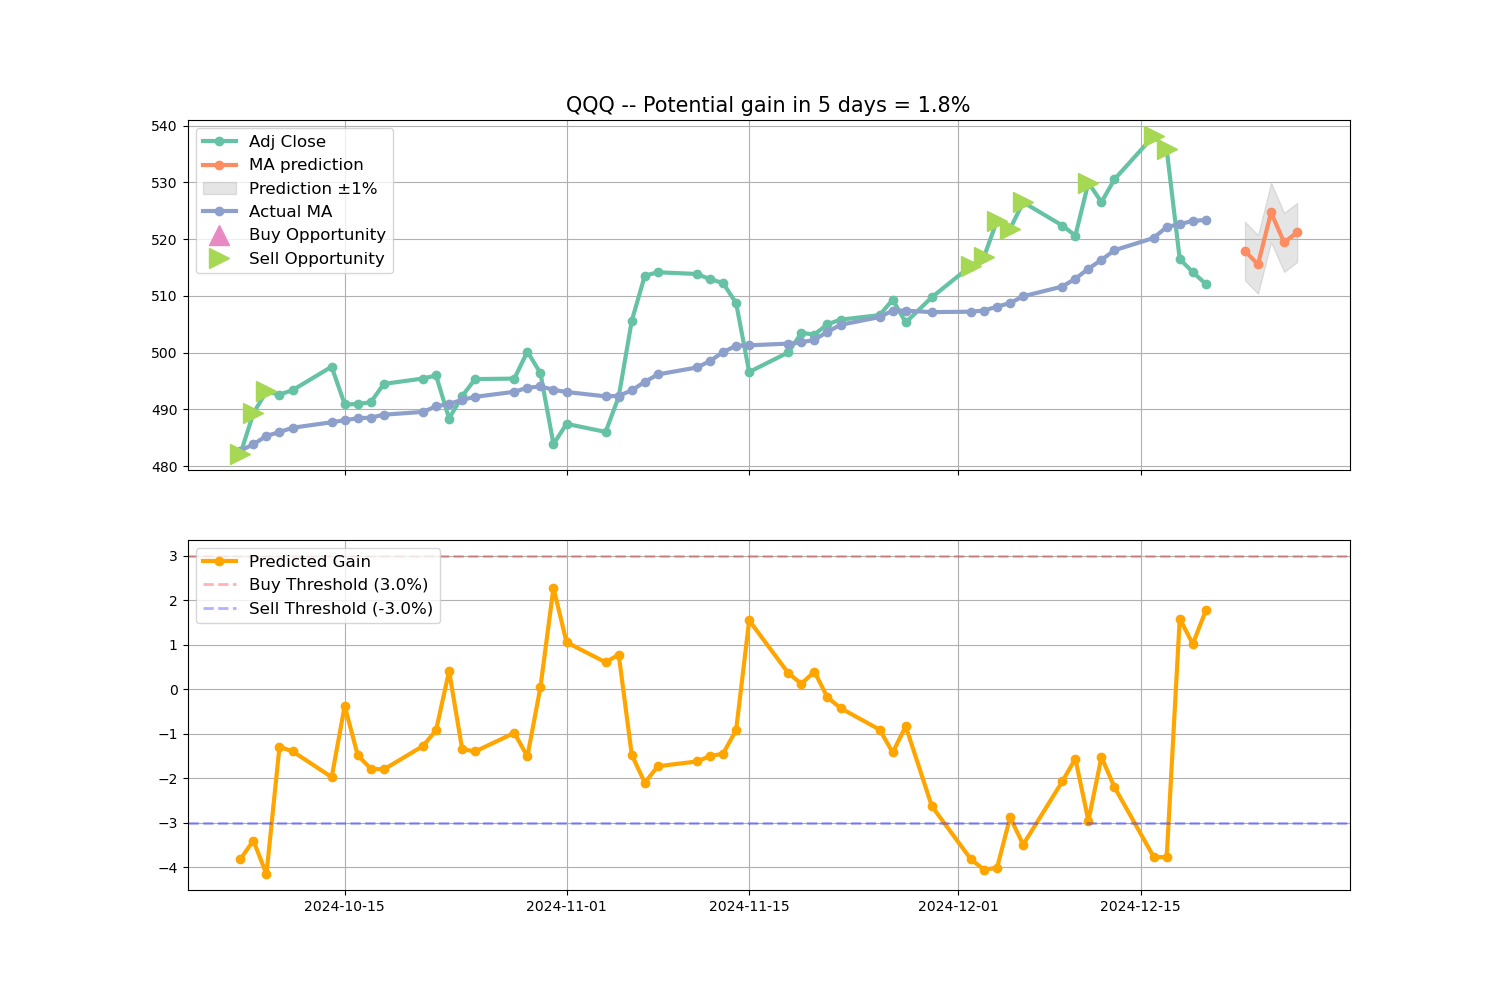 QQQ -- Potential gain in 5 days = 1.8%
540
530
520
510
500
490
480
Adj Close
MA prediction
Prediction ±1%
Actual MA
Buy Opportunity
Sell Opportunity
3
2
1
0
−1
−2
−3
−4
Predicted Gain
Buy Threshold (3.0%)
Sell Threshold (-3.0%)
2024-10-15
2024-11-01
2024-11-15
2024-12-01
2024-12-15